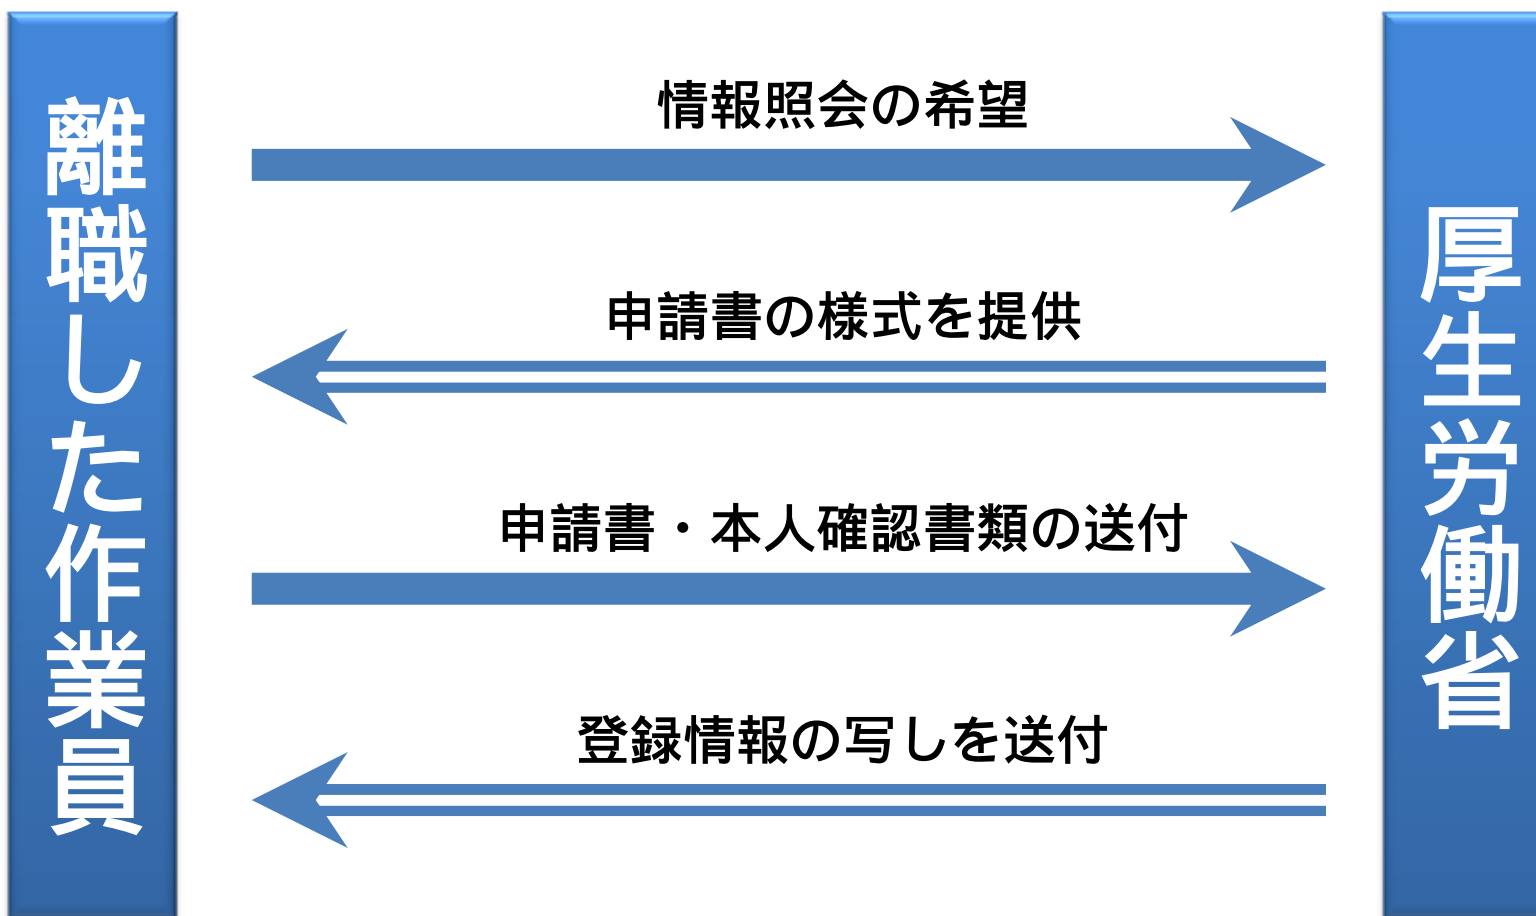 離職した作業員
情報照会の希望
申請書の様式を提供
申請書・本人確認書類の送付
登録情報の写しを送付
厚生労働省